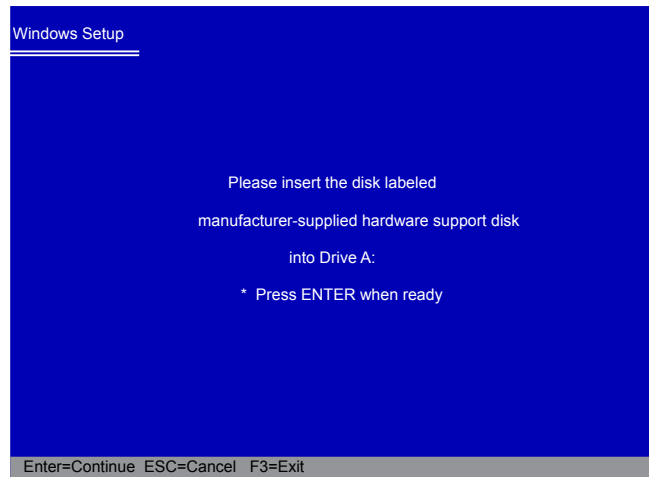 Windows Setup
Please insert the disk labeled
manufacturer-supplied hardware support disk
into Drive A:
* Press ENTER when ready
Enter=Continue ESC=Cancel F3=Exit